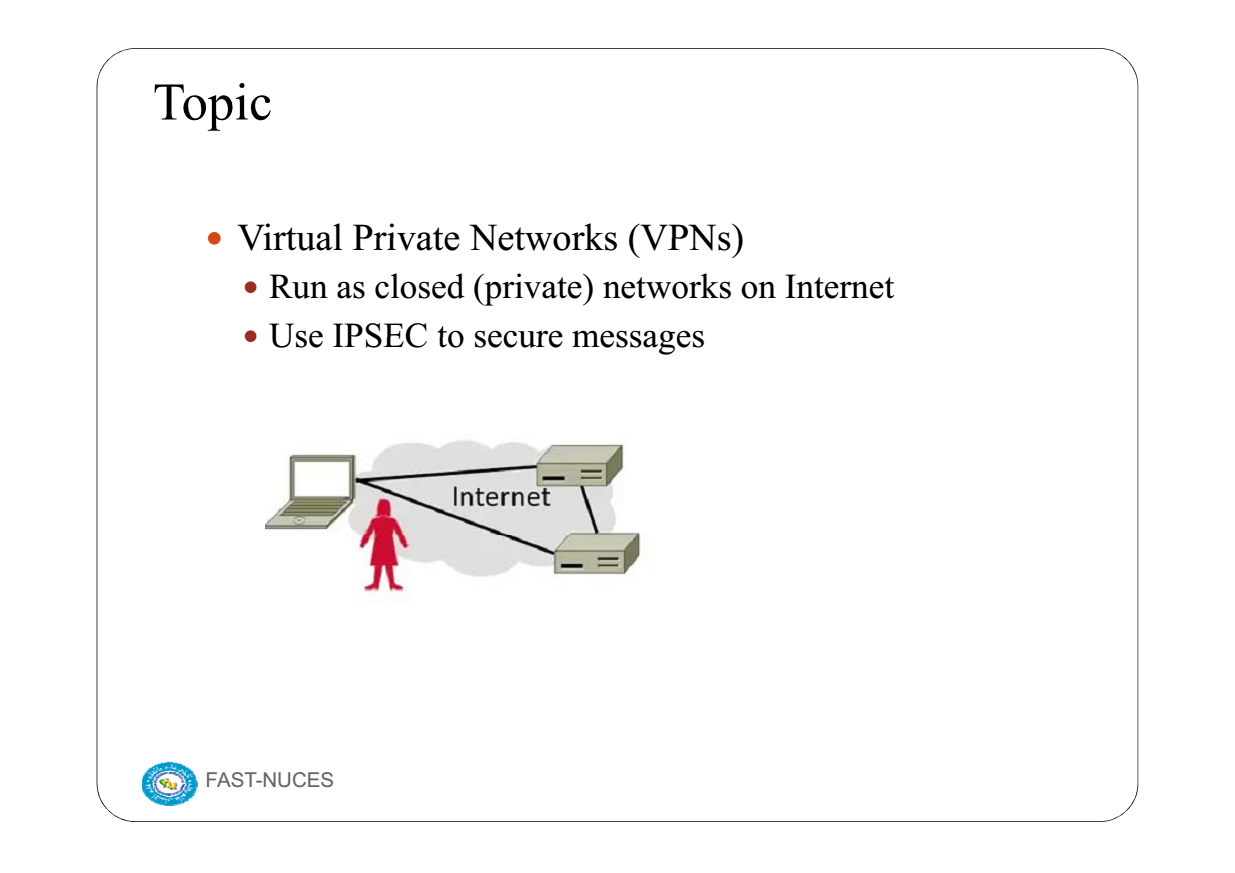 Topic
• Virtual Private Networks (VPNs)
• Run as closed (private) networks on Internet
• Use IPSEC to secure messages
Internet
FAST-NUCES